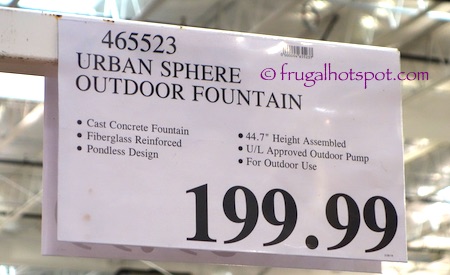 465523
URBAN SPHERE
OUTDOOR FOUNTAIN
© frugalhotspot.com
• Cast Concrete Fountain
• Fiberglass Reinforced
• Pondless Design
• 44.7" Height Assembled
• U/L Approved Outdoor Pump
• For Outdoor Use
199.99